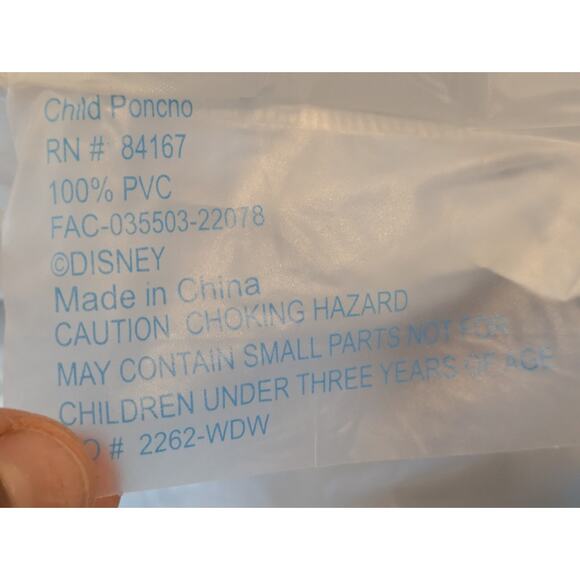 Child Poncho
RN # 84167
100% PVC
FAC-035503-22078
©DISNEY
Made in China
CAUTION CHOKING HAZARD
MAY CONTAIN SMALL PARTS NOT FOR
CHILDREN UNDER THREE YEARS OF AGE
O # 2262-WDW